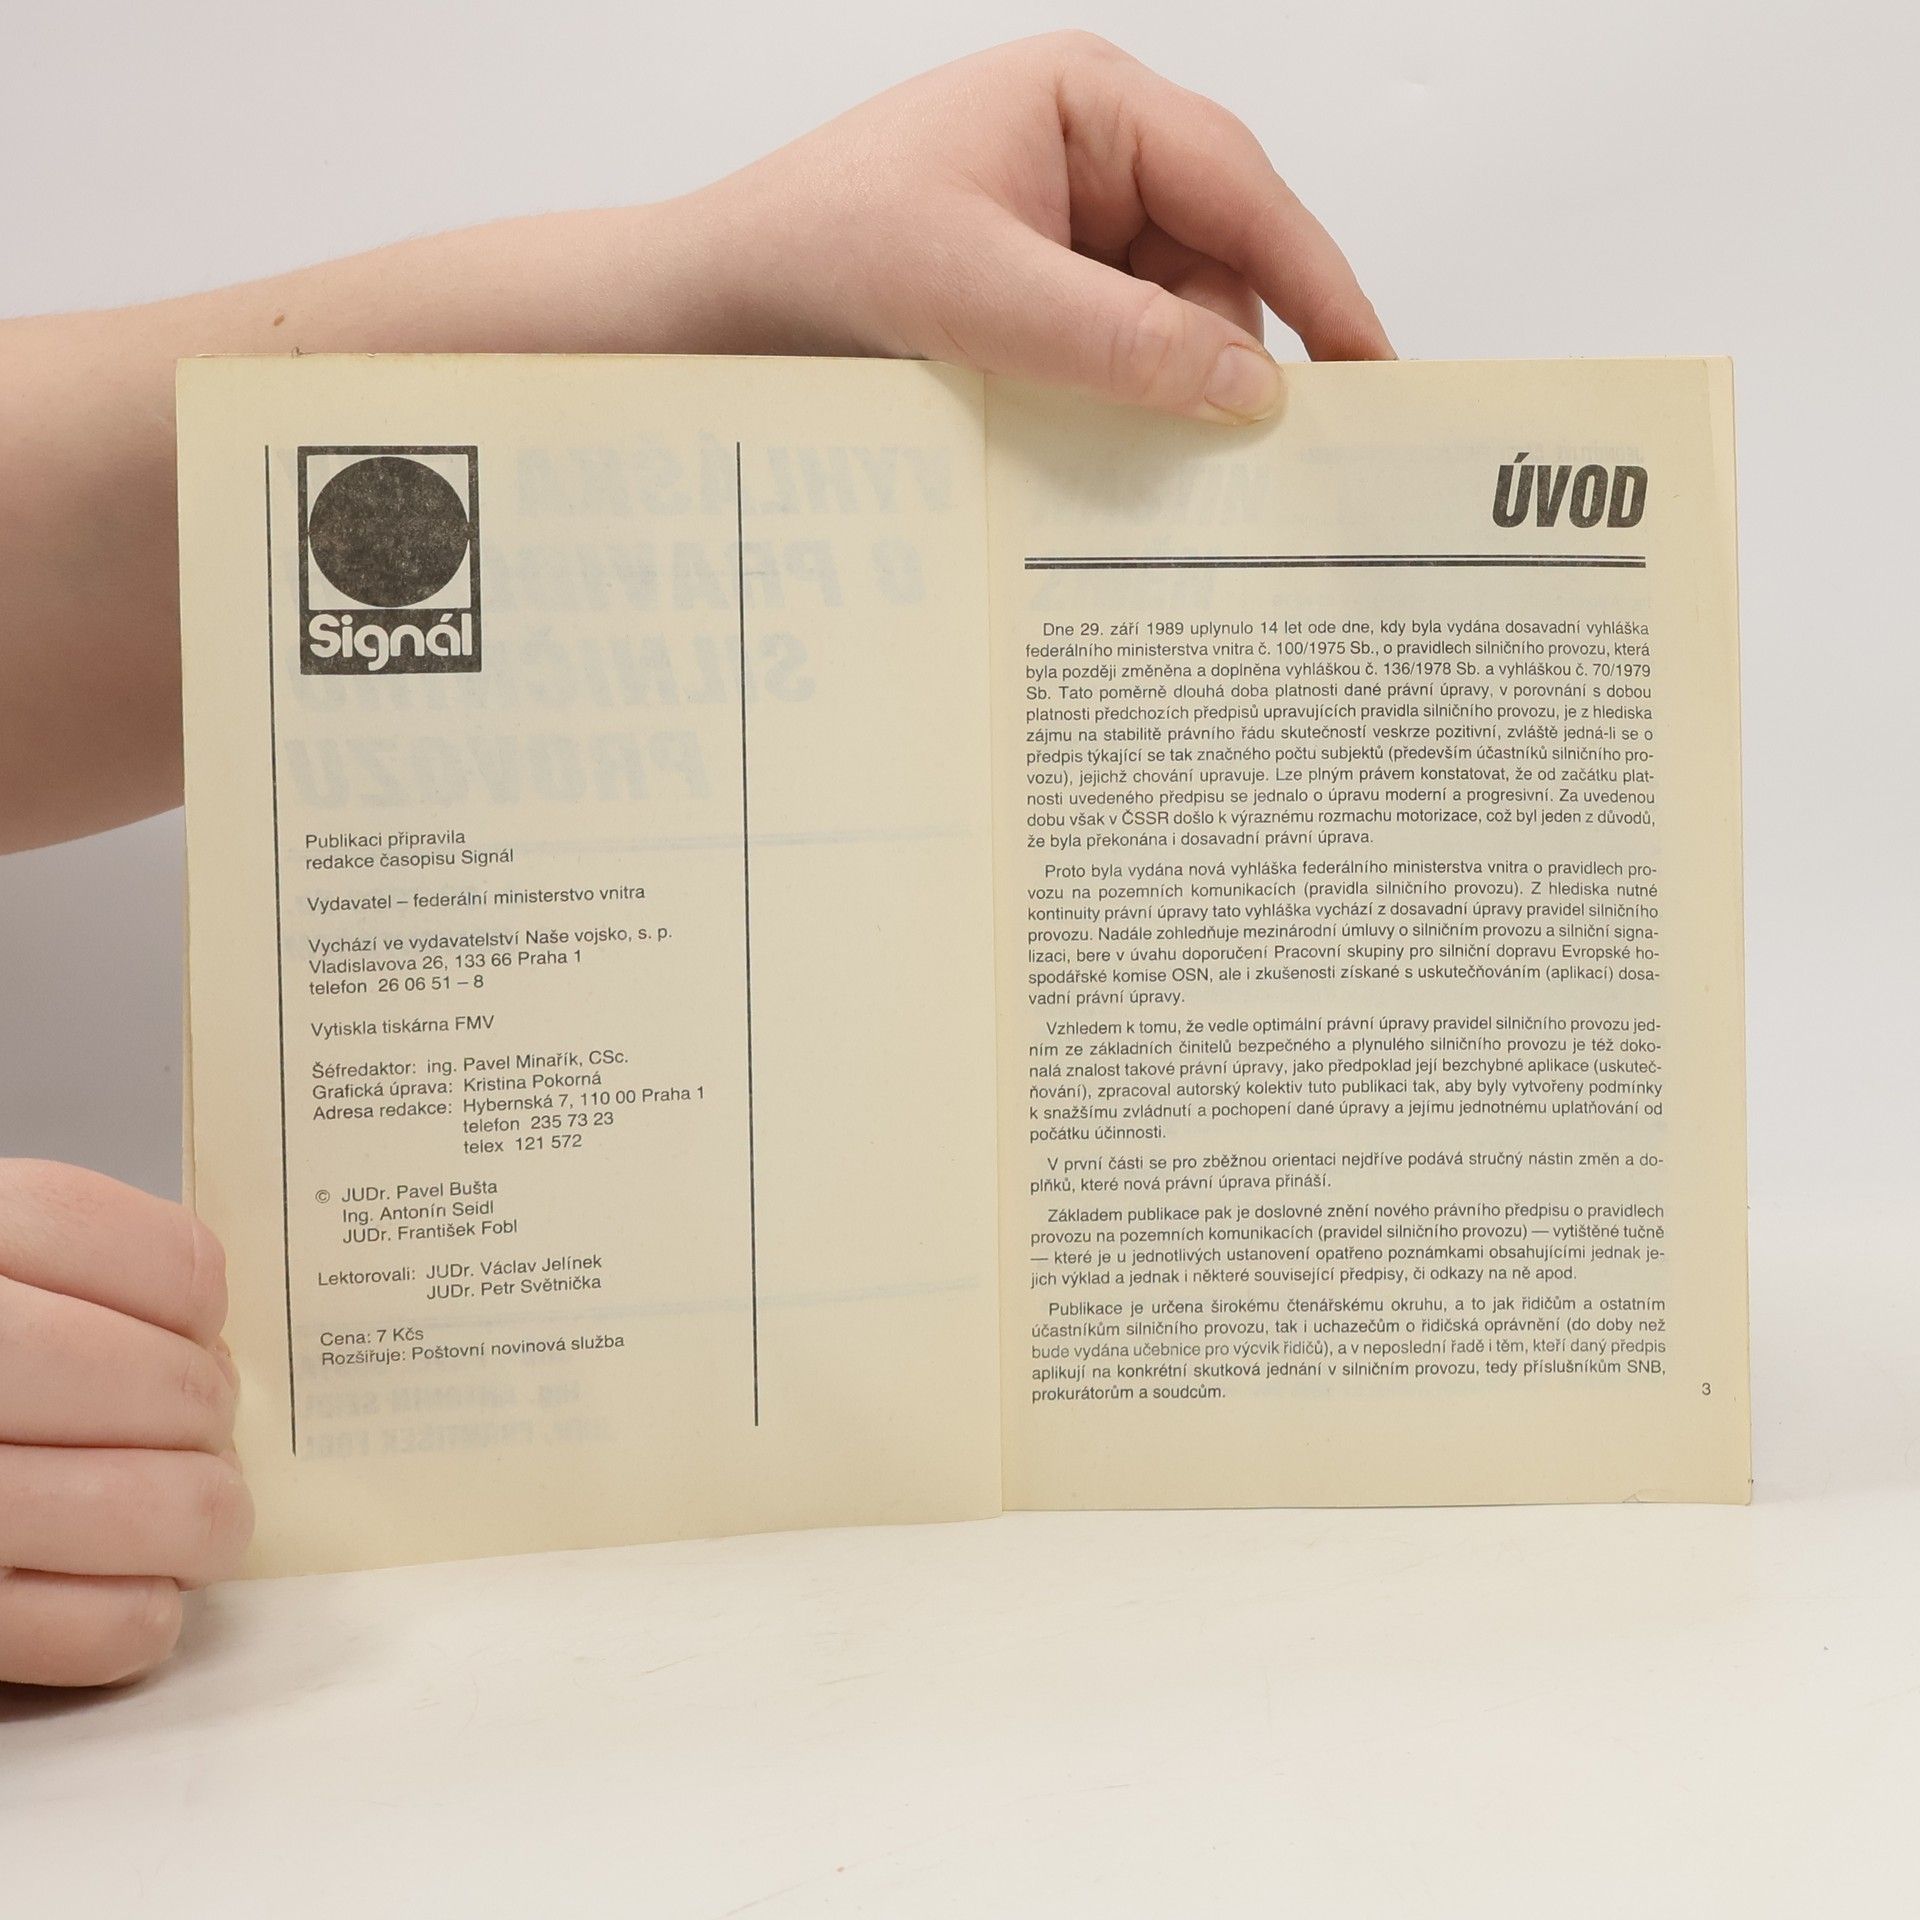 Signál
Publikaci připravila
redakce časopisu Signál
Vydavatel – federální ministerstvo vnitra
Vychází ve vydavatelství Naše vojsko, s. p.
Vladislavova 26, 133 66 Praha 1
telefon 26 06 51 – 8
Vytiskla tiskárna FMV
Šéfredaktor: ing. Pavel Minařík, CSc.
Grafická úprava: Kristina Pokorná
Adresa redakce: Hybernská 7, 110 00 Praha 1
telefon 235 73 23
telex 121 572
© JUDr. Pavel Bušta
Ing. Antonín Seidl
JUDr. František Fobl
Lektorovali: JUDr. Václav Jelínek
JUDr. Petr Světnička
Cena: 7 Kčs
Rozšiřuje: Poštovní novinová služba
ÚVOD
Dne 29. září 1989 uplynulo 14 let ode dne, kdy byla vydána dosavadní vyhláška
federálního ministerstva vnitra č. 100/1975 Sb., o pravidlech silničního provozu, která
byla později změněna a doplněna vyhláškou č. 136/1978 Sb. a vyhláškou č. 70/1979
Sb. Tato poměrně dlouhá doba platnosti dané právní úpravy, v porovnání s dobou
platnosti předchozích předpisů upravujících pravidla silničního provozu, je z hlediska
zájmu na stabilitě právního řádu skutečností veskrze pozitivní, zvláště jedná-li se o
předpis týkající se tak značného počtu subjektů (především účastníků silničního pro-
vozu), jejichž chování upravuje. Lze plným právem konstatovat, že od začátku plat-
nosti uvedeného předpisu se jednalo o úpravu moderní a progresivní. Za uvedenou
dobu však v ČSSR došlo k výraznému rozmachu motorizace, což byl jeden z důvodů,
že byla překonána i dosavadní právní úprava.
Proto byla vydána nová vyhláška federálního ministerstva vnitra o pravidlech pro-
vozu na pozemních komunikacích (pravidla silničního provozu). Z hlediska nutné
kontinuity právní úpravy tato vyhláška vychází z dosavadní úpravy pravidel silničního
provozu. Nadále zohledňuje mezinárodní úmluvy o silničním provozu a silniční signa-
lizaci, bere v úvahu doporučení Pracovní skupiny pro silniční dopravu Evropské ho-
spodářské komise OSN, ale i zkušenosti získané s uskutečňováním (aplikací) dosa-
vadní právní úpravy.
Vzhledem k tomu, že vedle optimální právní úpravy pravidel silničního provozu jed-
ním ze základních činitelů bezpečného a plynulého silničního provozu je též doko-
nalá znalost takové právní úpravy, jako předpoklad její bezchybné aplikace (uskuteč-
ňování), zpracoval autorský kolektiv tuto publikaci tak, aby byly vytvořeny podmínky
k snažšímu zvládnutí a pochopení dané úpravy a jejímu jednotnému uplatňování od
počátku účinnosti.
V první části se pro zběžnou orientaci nejdříve podává stručný nástin změn a do-
plňků, které nová právní úprava přináší.
Základem publikace pak je doslovné znění nového právního předpisu o pravidlech
provozu na pozemních komunikacích (pravidel silničního provozu) — vytištěné tučně
— které je u jednotlivých ustanovení opatřeno poznámkami obsahujícími jednak je-
jich výklad a jednak i některé související předpisy, či odkazy na ně apod.
Publikace je určena širokému čtenářskému okruhu, a to jak řidičům a ostatním
účastníkům silničního provozu, tak i uchazečům o řidičská oprávnění (do doby než
bude vydána učebnice pro výcvik řidičů), a v neposlední řadě i těm, kteří daný předpis
aplikují na konkrétní skutková jednání v silničním provozu, tedy příslušníkům SNB,
prokurátorům a soudcům.
3